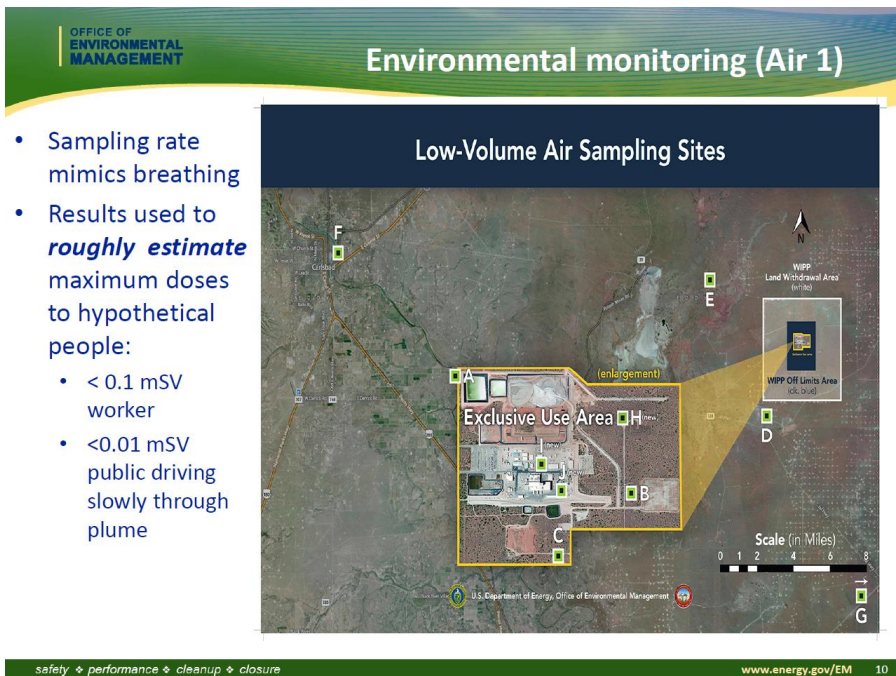 OFFICE OF
ENVIRONMENTAL
MANAGEMENT
Environmental monitoring (Air 1)
• Sampling rate
mimics breathing
• Results used to
roughly estimate
maximum doses
to hypothetical
people:
• < 0.1 mSV
worker
• <0.01 mSV
public driving
slowly through
plume
Low-Volume Air Sampling Sites
F
Carlsbad
N
E
WIPP
Land Withdrawal Area
(white)
WIPP Off Limits Area
(dk. blue)
D
A
(enlargement)
Exclusive Use Area
H (new)
I (new)
J
B
C
Scale (in Miles)
0 1 2 4 6 8
G
U.S. Department of Energy, Office of Environmental Management
safety ❖ performance ❖ cleanup ❖ closure
www.energy.gov/EM 10